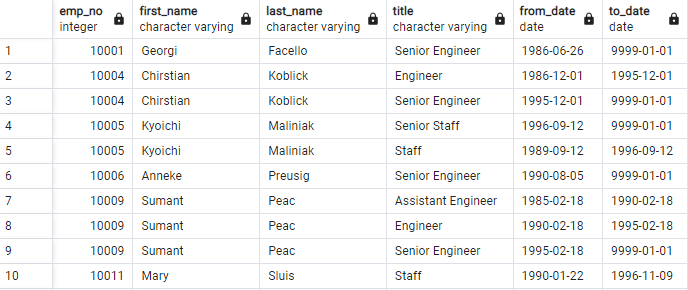 emp_no first_name last_name title from_date to_date
integer character varying character varying character varying date date
1 10001 Georgi Facello Senior Engineer 1986-06-26 9999-01-01
2 10004 Chirstian Koblick Engineer 1986-12-01 1995-12-01
3 10004 Chirstian Koblick Senior Engineer 1995-12-01 9999-01-01
4 10005 Kyoichi Maliniak Senior Staff 1996-09-12 9999-01-01
5 10005 Kyoichi Maliniak Staff 1989-09-12 1996-09-12
6 10006 Anneke Preusig Senior Engineer 1990-08-05 9999-01-01
7 10009 Sumant Peac Assistant Engineer 1985-02-18 1990-02-18
8 10009 Sumant Peac Engineer 1990-02-18 1995-02-18
9 10009 Sumant Peac Senior Engineer 1995-02-18 9999-01-01
10 10011 Mary Sluis Staff 1990-01-22 1996-11-09